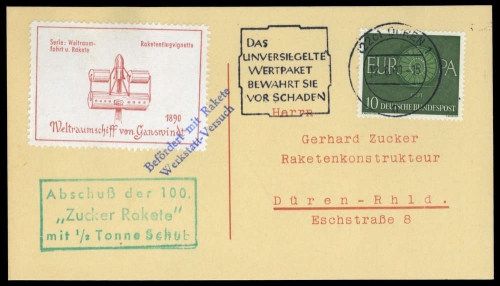 Serie: Weltraum- Raketenflugvignette
fahrt u. Rakete
1890
Weltraumschiff von Ganswindt
Befördert mit Rakete
Werkstatt-Versuch
DAS
UNVERSIEGELTE
WERTPAKET
BEWAHRT SIE
VOR SCHADEN
EUROPA
10 DEUTSCHE BUNDESPOST
Herrn
Gerhard Zucker
Raketenkonstrukteur
Düren-Rhld.
Eschstraße 8
Abschuß der 100.
„Zucker Rakete"
mit ½ Tonne Schub